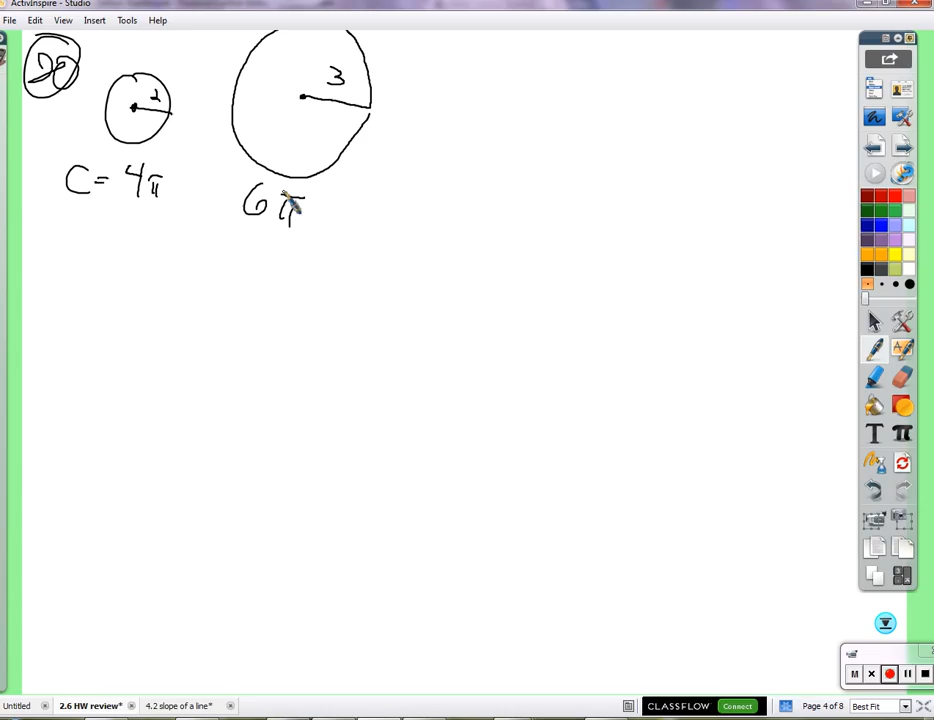 ActivInspire - Studio
File Edit View Insert Tools Help
20
2
3
C = 4π
6π
Untitled
2.6 HW review*
4.2 slope of a line*
CLASSFLOW Connect
Page 4 of 8
Best Fit
M